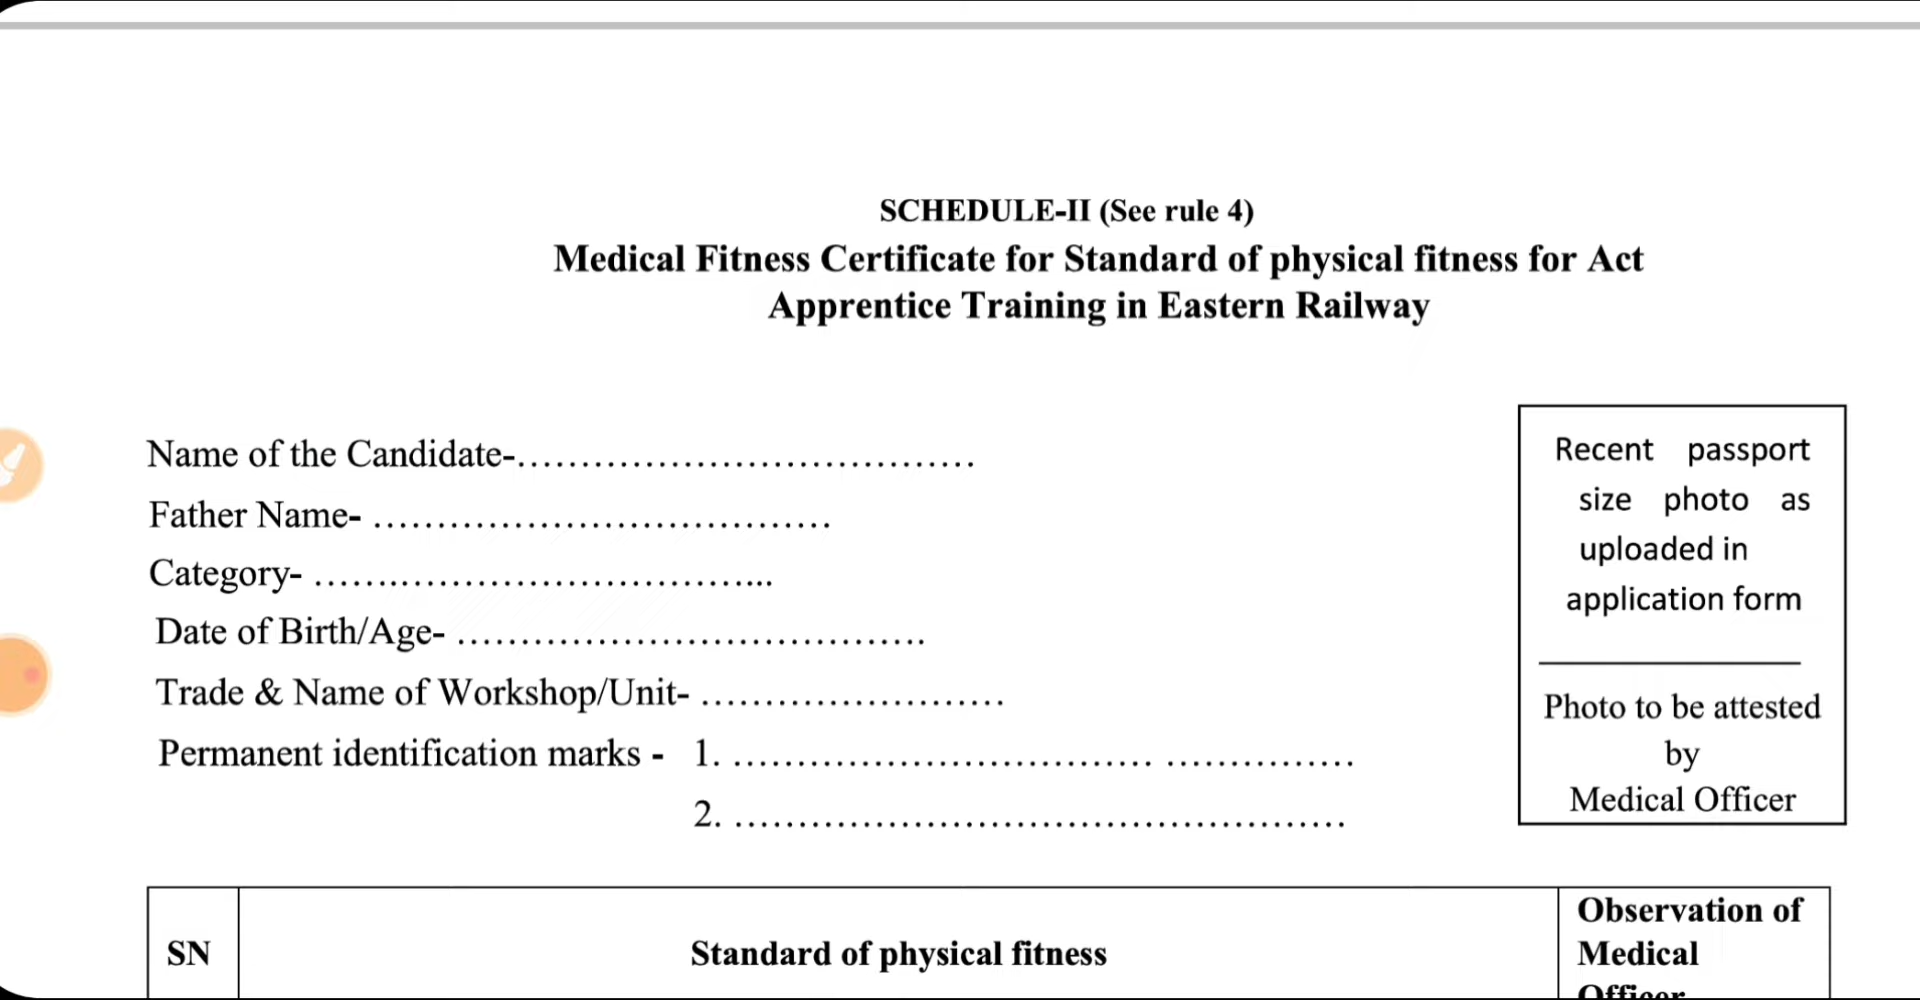 SCHEDULE-II (See rule 4)
Medical Fitness Certificate for Standard of physical fitness for Act
Apprentice Training in Eastern Railway
Name of the Candidate-....................................
Father Name- ....................................
Category- ....................................
Date of Birth/Age- .....................................
Trade & Name of Workshop/Unit- ........................
Permanent identification marks - 1. ................................. ...............
2. ................................................
Recent passport
size photo as
uploaded in
application form
Photo to be attested
by
Medical Officer
SN
Standard of physical fitness
Observation of
Medical
Officer